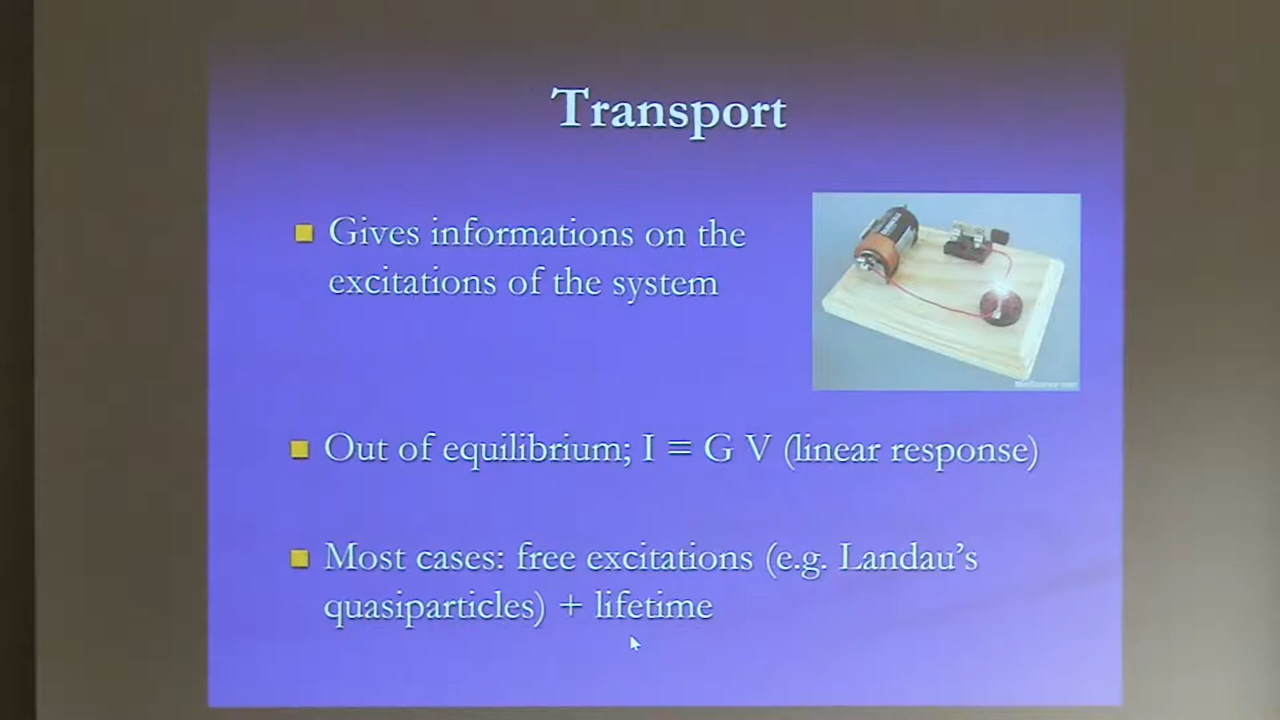 Transport
Gives informations on the
excitations of the system
Out of equilibrium; I = G V (linear response)
Most cases: free excitations (e.g. Landau's
quasiparticles) + lifetime